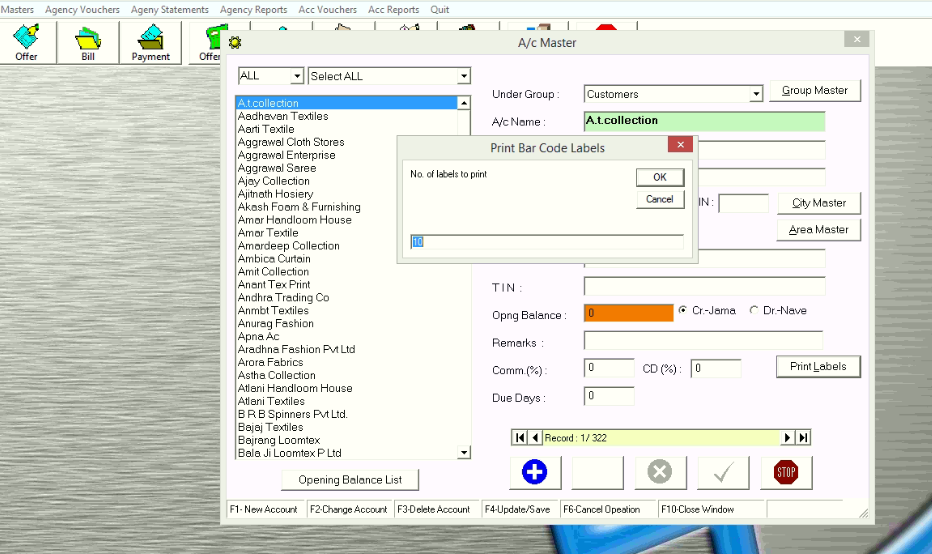 Masters Agency Vouchers Ageny Statements Agency Reports Acc Vouchers Acc Reports Quit
Offer Bill Payment Offer
A/c Master
ALL Select ALL
A.t.collection
Aadhavan Textiles
Aarti Textile
Aggrawal Cloth Stores
Aggrawal Enterprise
Aggrawal Saree
Ajay Collection
Ajitnath Hosiery
Akash Foam & Furnishing
Amar Handloom House
Amar Textile
Amardeep Collection
Ambica Curtain
Amit Collection
Anant Tex Print
Andhra Trading Co
Anmbt Textiles
Anurag Fashion
Apna Ac
Aradhna Fashion Pvt Ltd
Arora Fabrics
Astha Collection
Atlani Handloom House
Atlani Textiles
B R B Spinners Pvt Ltd.
Bajaj Textiles
Bajrang Loomtex
Bala Ji Loomtex P Ltd
Opening Balance List
Under Group : Customers Group Master
A/c Name : A.t.collection
Print Bar Code Labels
No. of labels to print
OK
Cancel
10
IN : City Master
Area Master
T I N :
Opng Balance : 0 Cr.-Jama Dr.-Nave
Remarks :
Comm.(%) : 0 CD (%) : 0 Print Labels
Due Days : 0
Record : 1/ 322
STOP
F1- New Account F2-Change Account F3-Delete Account F4-Update/Save F6-Cancel Opeation F10-Close Window